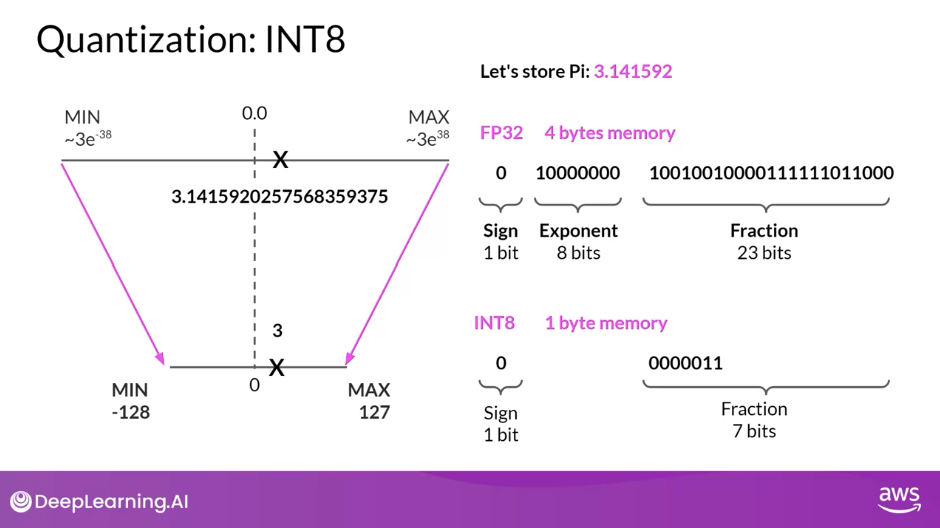 Quantization: INT8
Let's store Pi: 3.141592
MIN
~3e⁻³⁸
0.0
MAX
~3e³⁸
X
3.1415920257568359375
FP32 4 bytes memory
0 10000000 10010010000111111011000
Sign
1 bit
Exponent
8 bits
Fraction
23 bits
3
X
0
MIN
-128
MAX
127
INT8 1 byte memory
0 0000011
Sign
1 bit
Fraction
7 bits
DeepLearning.AI
aws